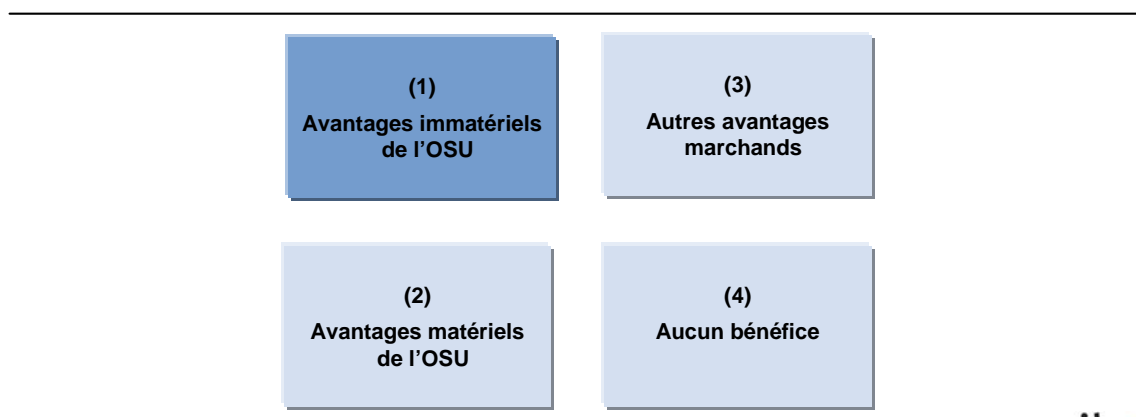 (1)
Avantages immatériels
de l'OSU
(3)
Autres avantages
marchands
(2)
Avantages matériels
de l'OSU
(4)
Aucun bénéfice